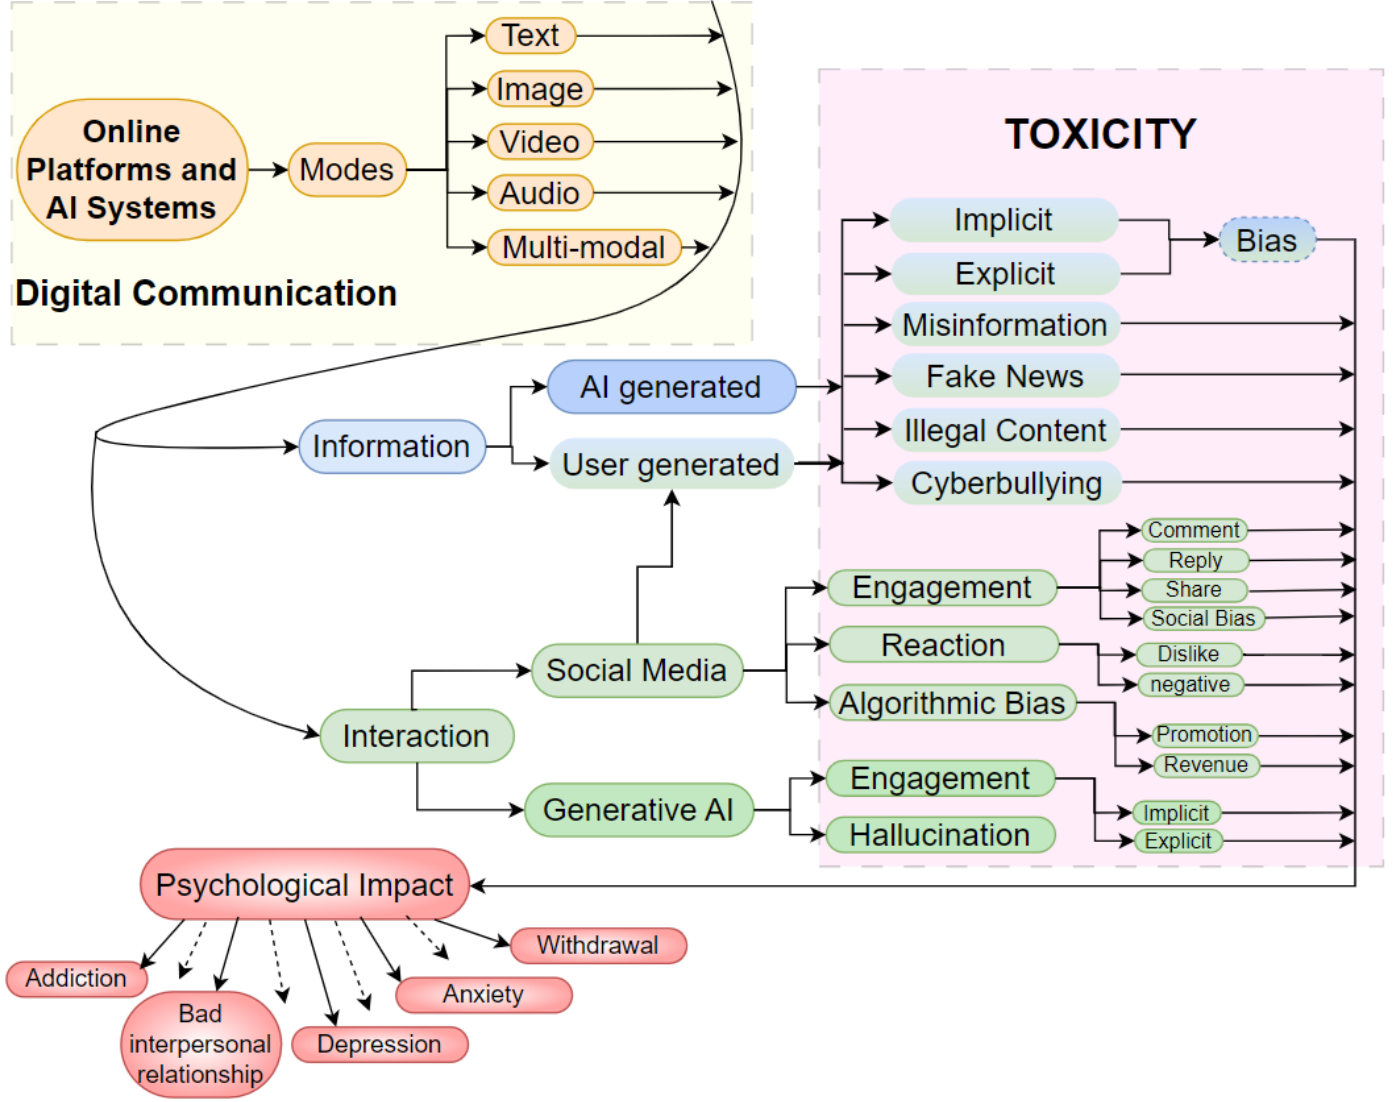 Online
Platforms and
AI Systems
Modes
Text
Image
Video
Audio
Multi-modal
Digital Communication
TOXICITY
Implicit
Explicit
Bias
Misinformation
Fake News
Illegal Content
Cyberbullying
AI generated
Information
User generated
Comment
Reply
Share
Social Bias
Engagement
Reaction
Dislike
negative
Social Media
Algorithmic Bias
Promotion
Revenue
Interaction
Engagement
Implicit
Explicit
Generative AI
Hallucination
Psychological Impact
Withdrawal
Addiction
Anxiety
Bad
interpersonal
relationship
Depression